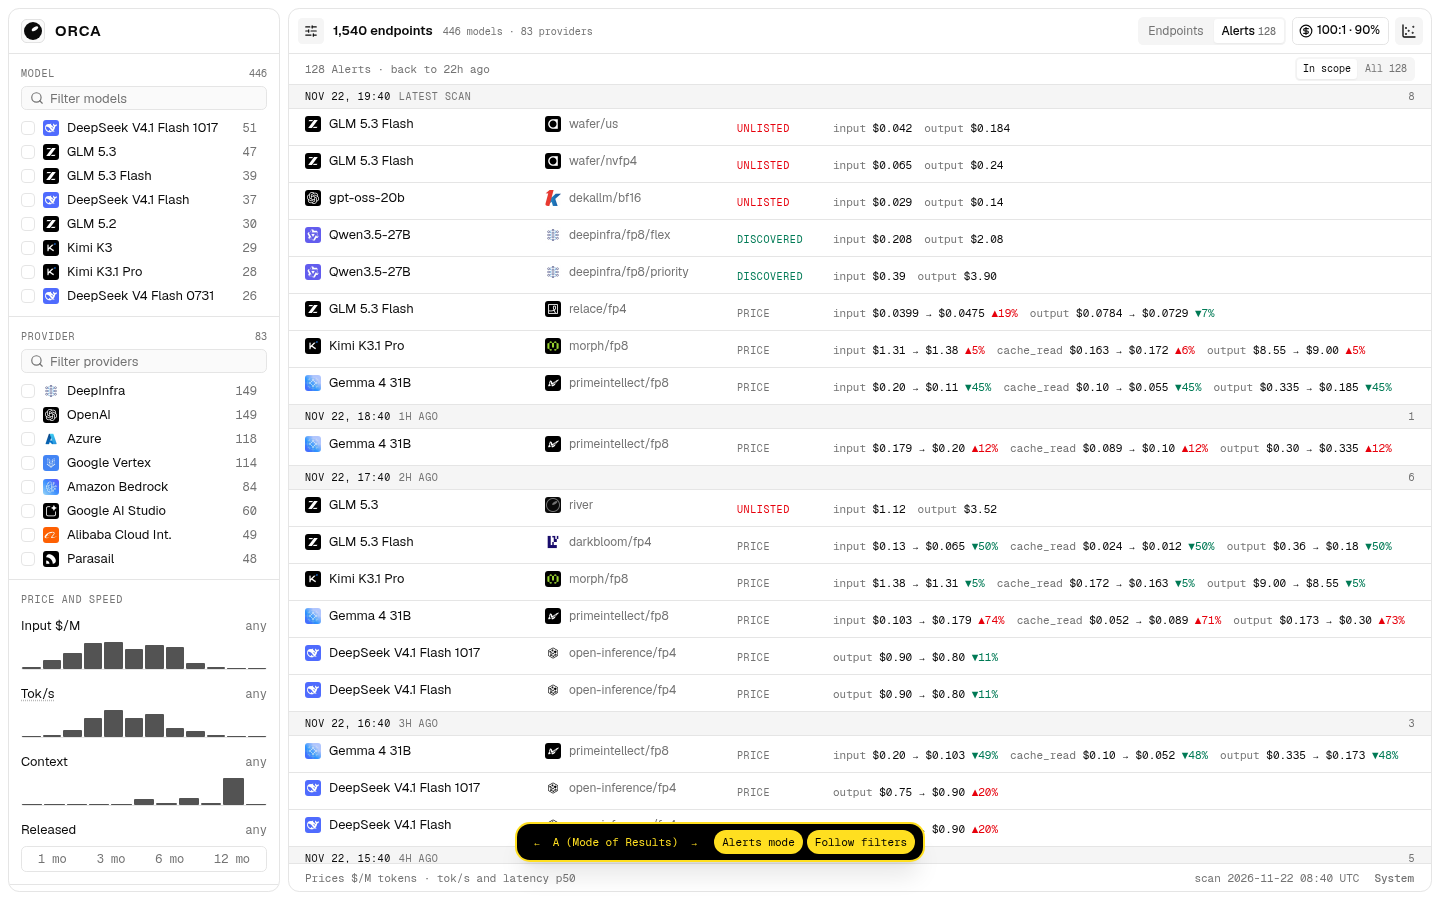 ORCA
MODEL 446
Filter models
DeepSeek V4.1 Flash 1017 51
GLM 5.3 47
GLM 5.3 Flash 39
DeepSeek V4.1 Flash 37
GLM 5.2 30
Kimi K3 29
Kimi K3.1 Pro 28
DeepSeek V4 Flash 0731 26
PROVIDER 83
Filter providers
DeepInfra 149
OpenAI 149
Azure 118
Google Vertex 114
Amazon Bedrock 84
Google AI Studio 60
Alibaba Cloud Int. 49
Parasail 48
PRICE AND SPEED
Input $/M any
Tok/s any
Context any
Released any
1 mo 3 mo 6 mo 12 mo
1,540 endpoints 446 models · 83 providers Endpoints Alerts 128 100:1 · 90%
128 Alerts · back to 22h ago In scope All 128
NOV 22, 19:40 LATEST SCAN 8
GLM 5.3 Flash wafer/us UNLISTED input $0.042 output $0.184
GLM 5.3 Flash wafer/nvfp4 UNLISTED input $0.065 output $0.24
gpt-oss-20b dekallm/bf16 UNLISTED input $0.029 output $0.14
Qwen3.5-27B deepinfra/fp8/flex DISCOVERED input $0.208 output $2.08
Qwen3.5-27B deepinfra/fp8/priority DISCOVERED input $0.39 output $3.90
GLM 5.3 Flash relace/fp4 PRICE input $0.0399 → $0.0475 ▲19% output $0.0784 → $0.0729 ▼7%
Kimi K3.1 Pro morph/fp8 PRICE input $1.31 → $1.38 ▲5% cache_read $0.163 → $0.172 ▲6% output $8.55 → $9.00 ▲5%
Gemma 4 31B primeintellect/fp8 PRICE input $0.20 → $0.11 ▼45% cache_read $0.10 → $0.055 ▼45% output $0.335 → $0.185 ▼45%
NOV 22, 18:40 1H AGO 1
Gemma 4 31B primeintellect/fp8 PRICE input $0.179 → $0.20 ▲12% cache_read $0.089 → $0.10 ▲12% output $0.30 → $0.335 ▲12%
NOV 22, 17:40 2H AGO 6
GLM 5.3 river UNLISTED input $1.12 output $3.52
GLM 5.3 Flash darkbloom/fp4 PRICE input $0.13 → $0.065 ▼50% cache_read $0.024 → $0.012 ▼50% output $0.36 → $0.18 ▼50%
Kimi K3.1 Pro morph/fp8 PRICE input $1.38 → $1.31 ▼5% cache_read $0.172 → $0.163 ▼5% output $9.00 → $8.55 ▼5%
Gemma 4 31B primeintellect/fp8 PRICE input $0.103 → $0.179 ▲74% cache_read $0.052 → $0.089 ▲71% output $0.173 → $0.30 ▲73%
DeepSeek V4.1 Flash 1017 open-inference/fp4 PRICE output $0.90 → $0.80 ▼11%
DeepSeek V4.1 Flash open-inference/fp4 PRICE output $0.90 → $0.80 ▼11%
NOV 22, 16:40 3H AGO 3
Gemma 4 31B primeintellect/fp8 PRICE input $0.20 → $0.103 ▼49% cache_read $0.10 → $0.052 ▼48% output $0.335 → $0.173 ▼48%
DeepSeek V4.1 Flash 1017 open-inference/fp4 PRICE output $0.75 → $0.90 ▲20%
DeepSeek V4.1 Flash $0.90 ▲20%
← A (Mode of Results) → Alerts mode Follow filters
NOV 22, 15:40 4H AGO 5
Prices $/M tokens · tok/s and latency p50 scan 2026-11-22 08:40 UTC System